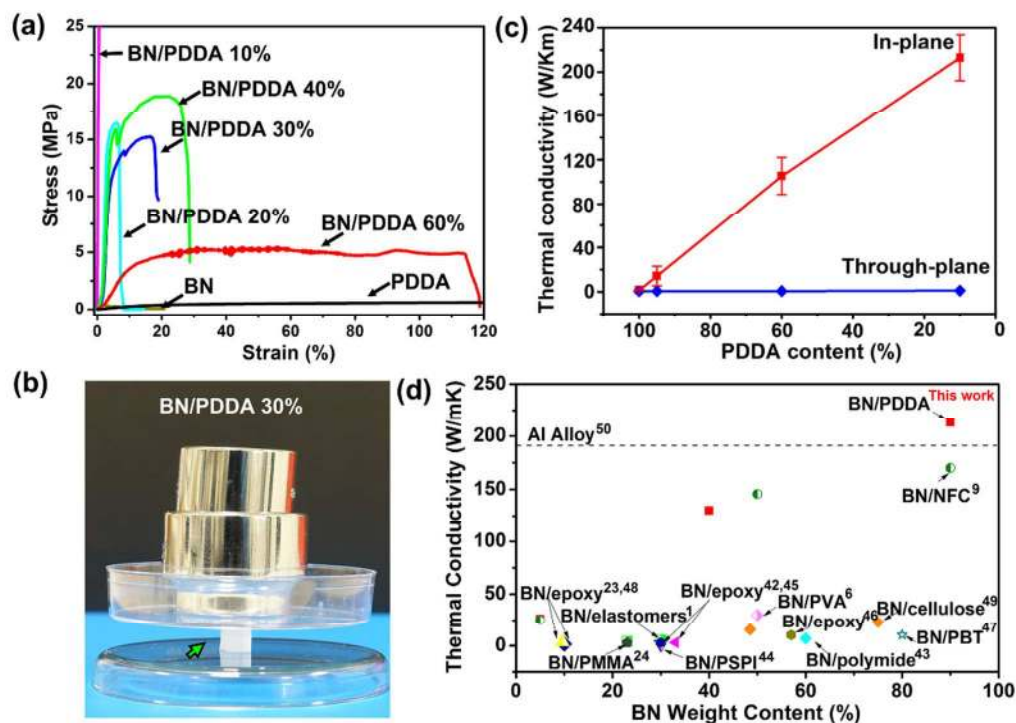 (a)
25
20
15
10
5
0
Stress (MPa)
BN/PDDA 10%
BN/PDDA 40%
BN/PDDA 30%
BN/PDDA 20%
BN/PDDA 60%
BN
PDDA
0 20 40 60 80 100 120
Strain (%)
(c)
240
200
160
120
80
40
0
Thermal conductivity (W/Km)
In-plane
Through-plane
100 80 60 40 20 0
PDDA content (%)
(b)
BN/PDDA 30%
(d)
250
200
150
100
50
0
Thermal Conductivity (W/mK)
This work
BN/PDDA
Al Alloy50
BN/NFC9
BN/epoxy23,48
BN/epoxy42,45
BN/elastomers1
BN/PVA6
BN/cellulose49
BN/epoxy46
BN/PBT47
BN/PMMA24
BN/PSPI44
BN/polymide43
0 20 40 60 80 100
BN Weight Content (%)